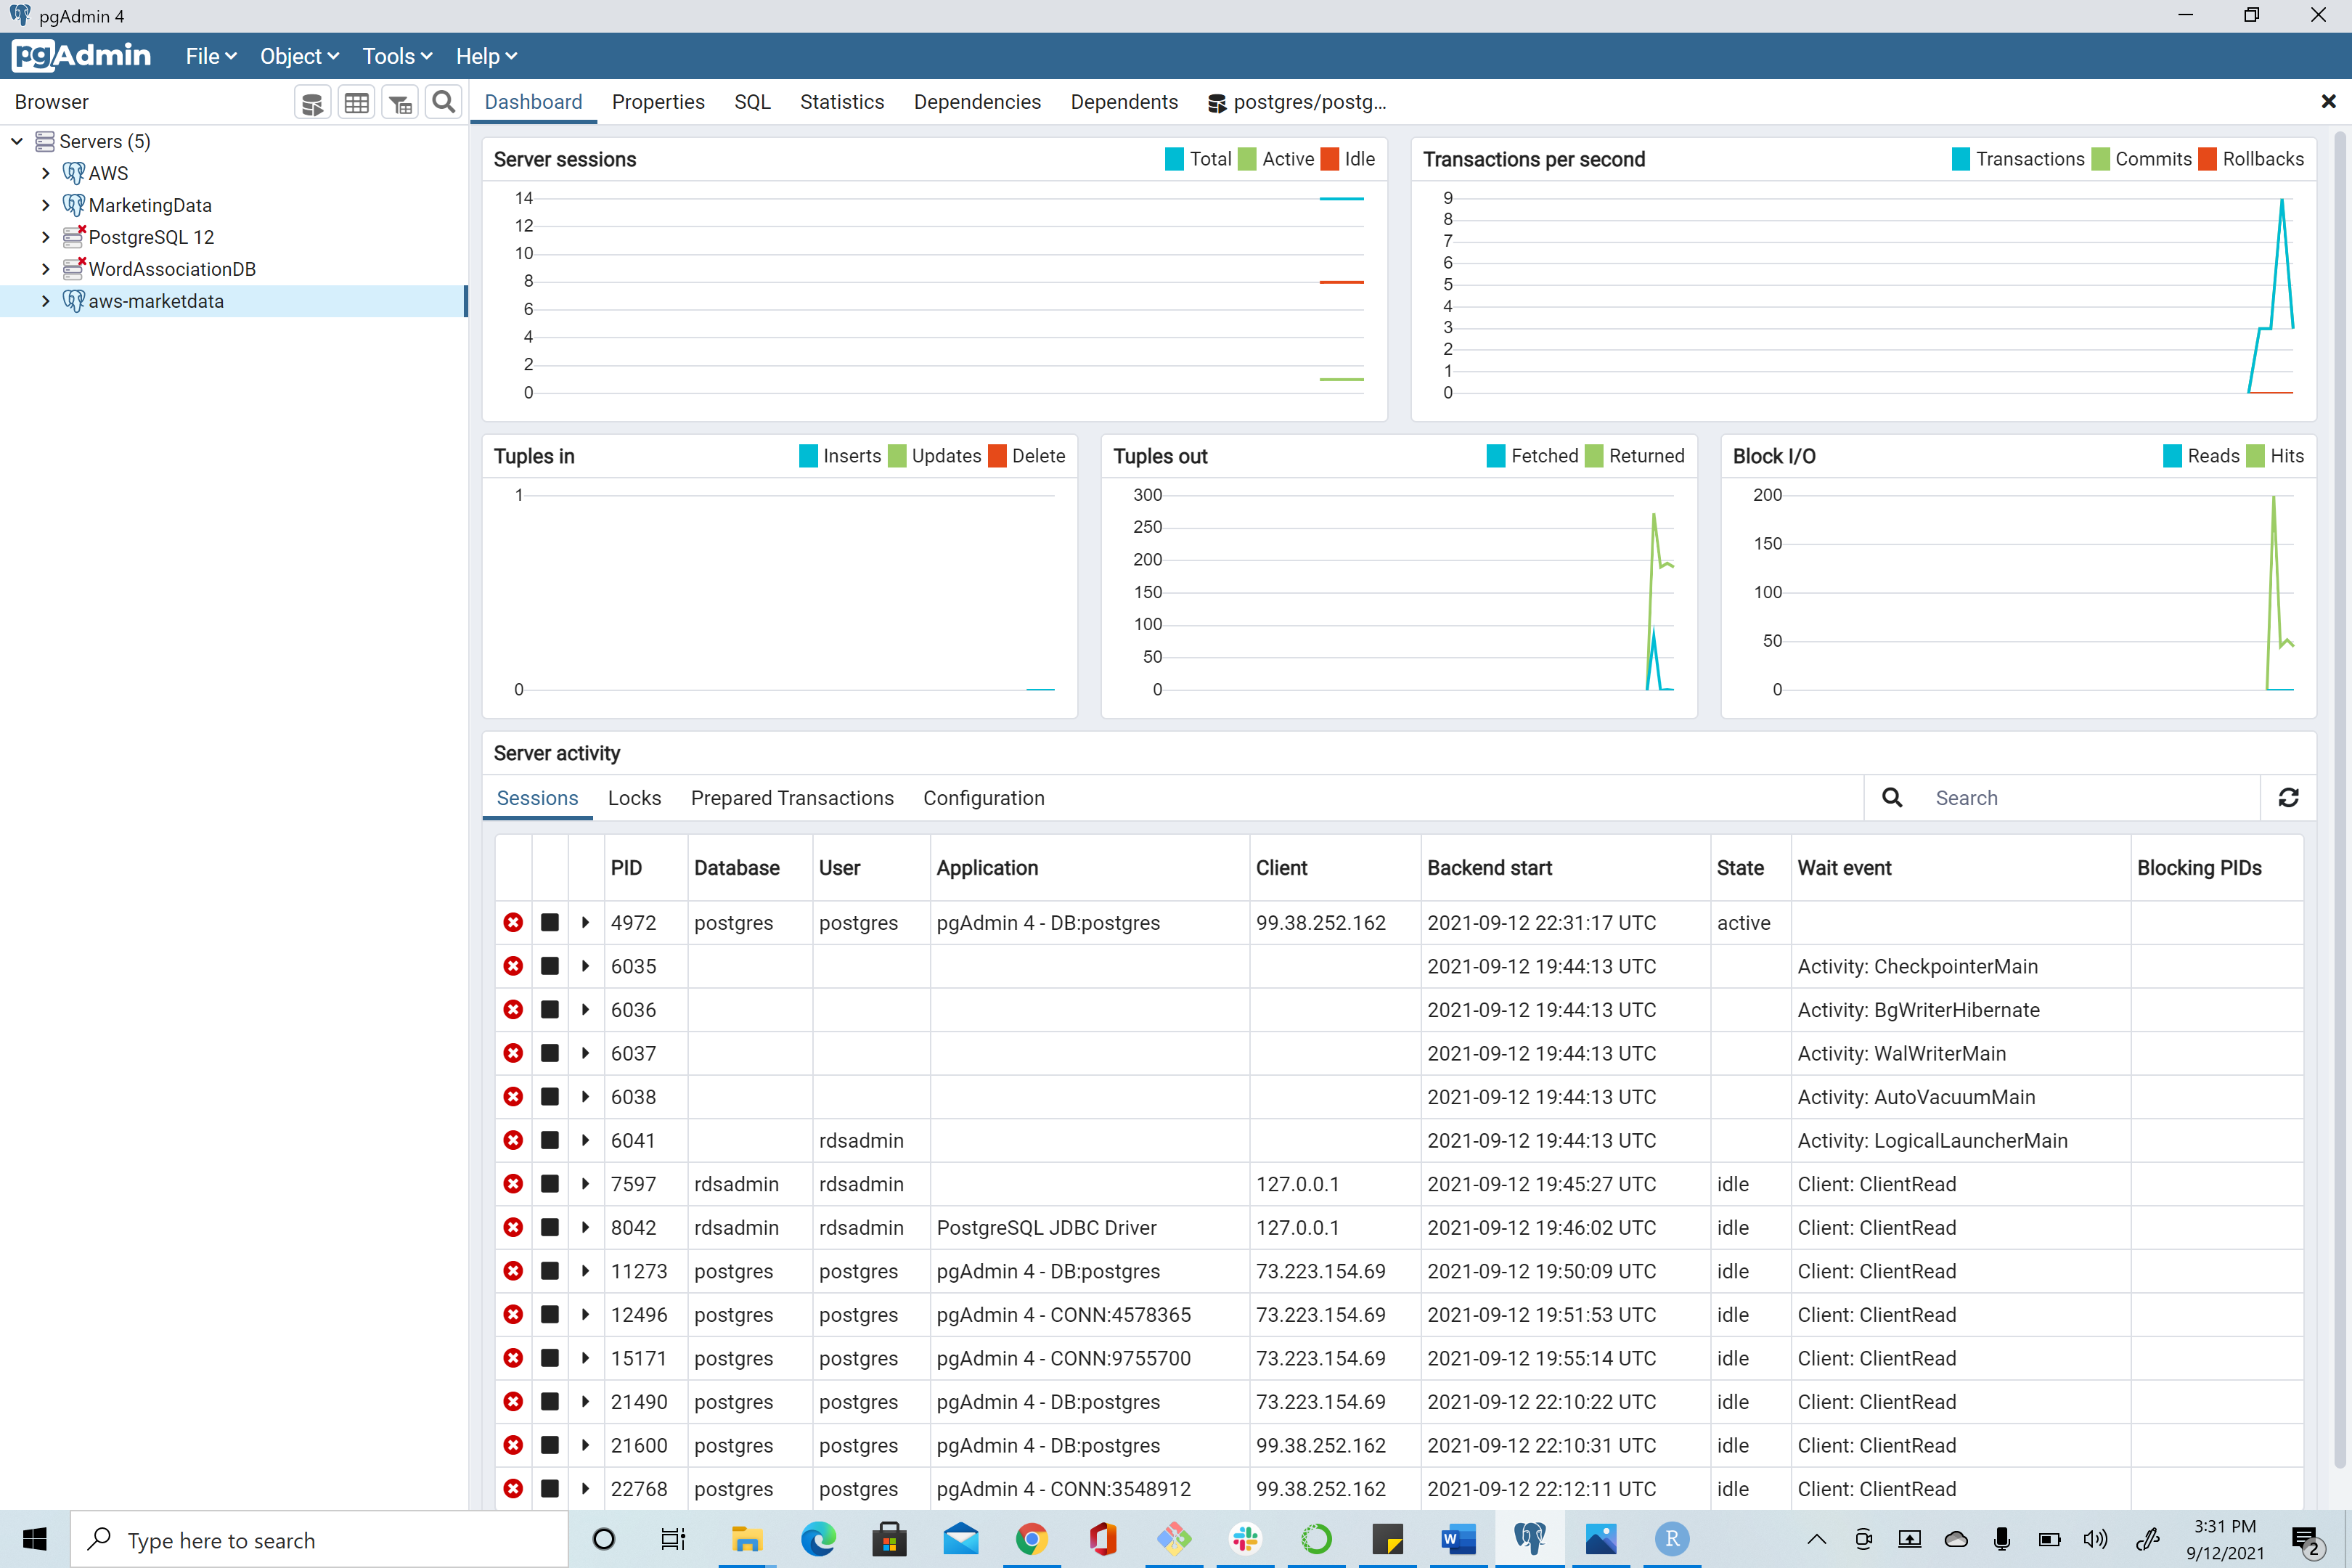 pgAdmin 4
pgAdmin File Object Tools Help
Browser
Dashboard Properties SQL Statistics Dependencies Dependents postgres/postg...
Servers (5)
AWS
MarketingData
PostgreSQL 12
WordAssociationDB
aws-marketdata
Server sessions Total Active Idle
14
12
10
8
6
4
2
0
Transactions per second Transactions Commits Rollbacks
9
8
7
6
5
4
3
2
1
0
Tuples in Inserts Updates Delete
1
0
Tuples out Fetched Returned
300
250
200
150
100
50
0
Block I/O Reads Hits
200
150
100
50
0
Server activity
Sessions Locks Prepared Transactions Configuration Search
PID Database User Application Client Backend start State Wait event Blocking PIDs
4972 postgres postgres pgAdmin 4 - DB:postgres 99.38.252.162 2021-09-12 22:31:17 UTC active
6035 2021-09-12 19:44:13 UTC Activity: CheckpointerMain
6036 2021-09-12 19:44:13 UTC Activity: BgWriterHibernate
6037 2021-09-12 19:44:13 UTC Activity: WalWriterMain
6038 2021-09-12 19:44:13 UTC Activity: AutoVacuumMain
6041 rdsadmin 2021-09-12 19:44:13 UTC Activity: LogicalLauncherMain
7597 rdsadmin rdsadmin 127.0.0.1 2021-09-12 19:45:27 UTC idle Client: ClientRead
8042 rdsadmin rdsadmin PostgreSQL JDBC Driver 127.0.0.1 2021-09-12 19:46:02 UTC idle Client: ClientRead
11273 postgres postgres pgAdmin 4 - DB:postgres 73.223.154.69 2021-09-12 19:50:09 UTC idle Client: ClientRead
12496 postgres postgres pgAdmin 4 - CONN:4578365 73.223.154.69 2021-09-12 19:51:53 UTC idle Client: ClientRead
15171 postgres postgres pgAdmin 4 - CONN:9755700 73.223.154.69 2021-09-12 19:55:14 UTC idle Client: ClientRead
21490 postgres postgres pgAdmin 4 - DB:postgres 73.223.154.69 2021-09-12 22:10:22 UTC idle Client: ClientRead
21600 postgres postgres pgAdmin 4 - DB:postgres 99.38.252.162 2021-09-12 22:10:31 UTC idle Client: ClientRead
22768 postgres postgres pgAdmin 4 - CONN:3548912 99.38.252.162 2021-09-12 22:12:11 UTC idle Client: ClientRead
Type here to search
W
R
3:31 PM
9/12/2021
2